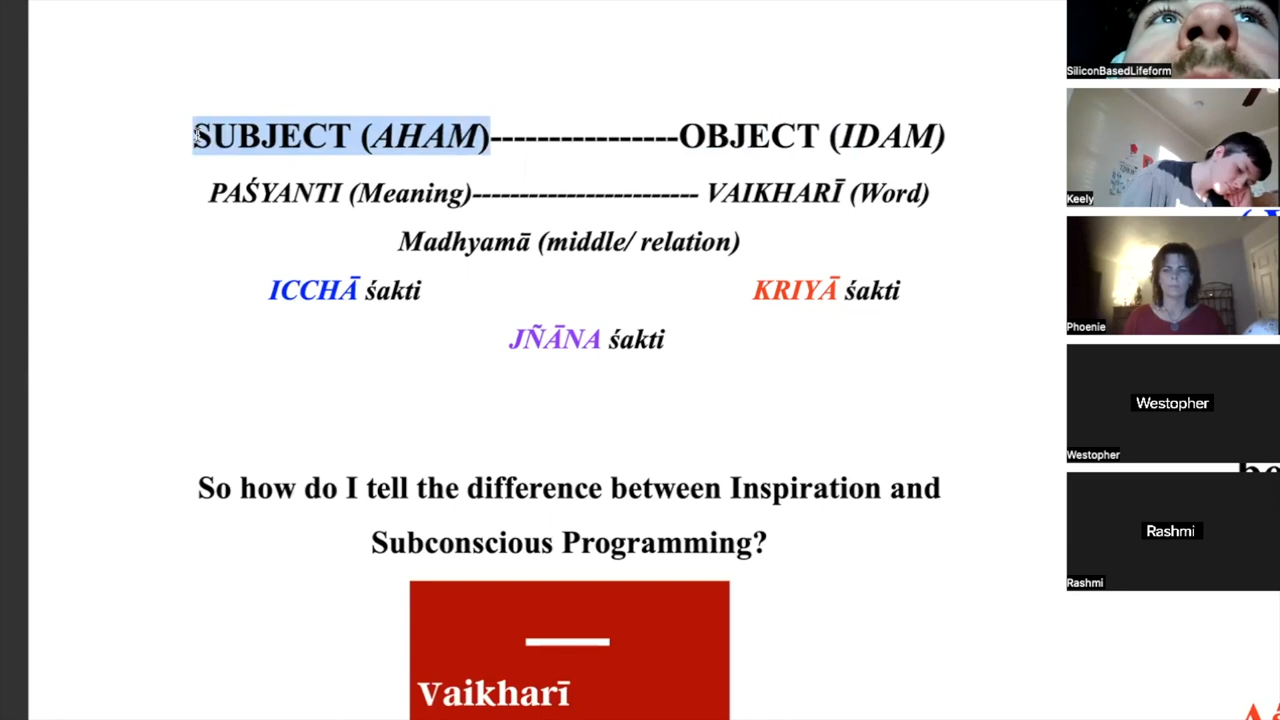 SUBJECT (AHAM)----------------OBJECT (IDAM)
PAŚYANTI (Meaning)------------------------ VAIKHARĪ (Word)
Madhyamā (middle/ relation)
ICCHĀ śakti
KRIYĀ śakti
JÑĀNA śakti
So how do I tell the difference between Inspiration and
Subconscious Programming?
Vaikharī
SiliconBasedLifeform
Keely
Phoenie
Westopher
Westopher
Rashmi
Rashmi